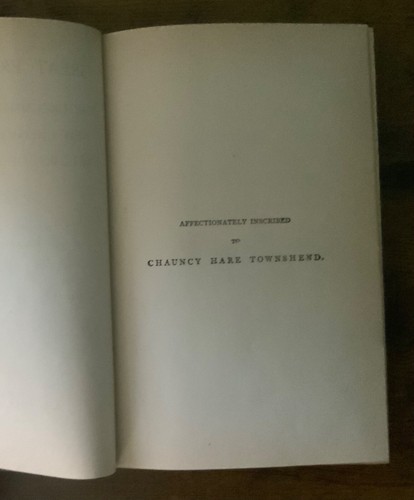 AFFECTIONATELY INSCRIBED
TO
CHAUNCY HARE TOWNSHEND.